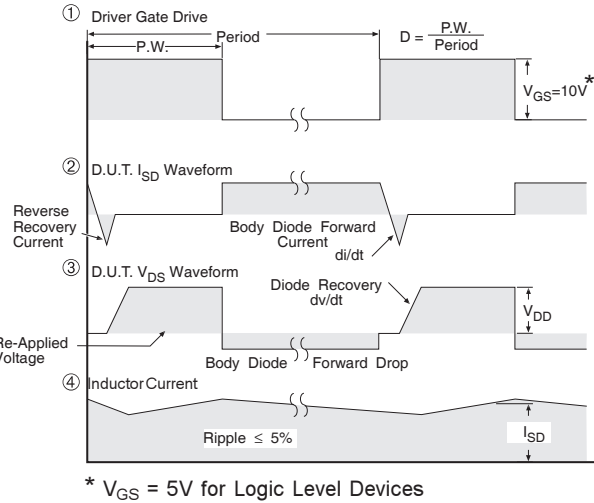 ① Driver Gate Drive
P.W.
Period
D = P.W. / Period
V_GS=10V *
② D.U.T. I_SD Waveform
Reverse
Recovery
Current
Body Diode Forward
Current
di/dt
③ D.U.T. V_DS Waveform
Diode Recovery
dv/dt
V_DD
Re-Applied
Voltage
Body Diode Forward Drop
④ Inductor Current
Ripple ≤ 5%
I_SD
* V_GS = 5V for Logic Level Devices